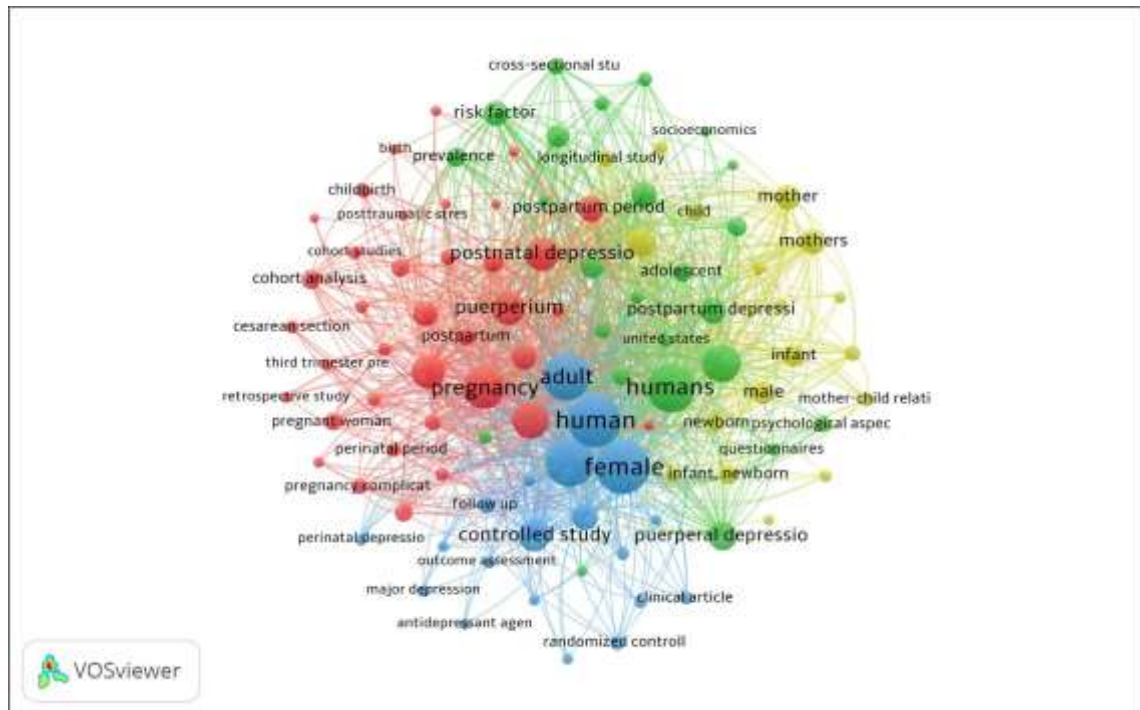 cross-sectional stu
risk factor
socioeconomics
birth
prevalence
longitudinal study
childbirth
mother
posttraumatic stres
postpartum period
child
cohort studies
postnatal depressio
mothers
cohort analysis
adolescent
puerperium
postpartum depressi
cesarean section
postpartum
united states
third trimester pre
infant
adult
pregnancy
humans
male
retrospective study
mother-child relati
pregnant woman
human
newborn
psychological aspec
perinatal period
questionnaires
female
infant, newborn
pregnancy complicat
follow up
perinatal depressio
controlled study
puerperal depressio
outcome assessment
major depression
clinical article
antidepressant agen
randomized controll
VOSviewer